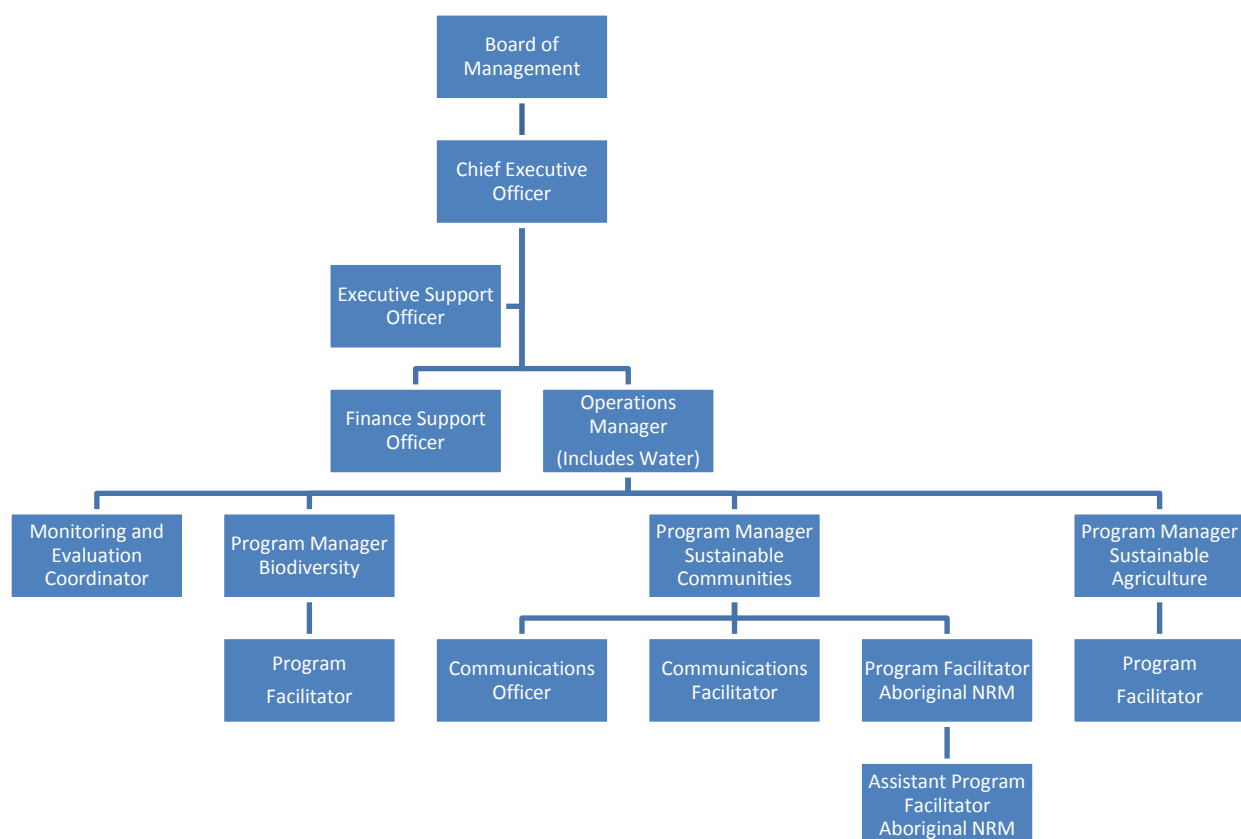 Board of
Management
Chief Executive
Officer
Executive Support
Officer
Finance Support
Officer
Operations
Manager
(Includes Water)
Monitoring and
Evaluation
Coordinator
Program Manager
Biodiversity
Program Manager
Sustainable
Communities
Program Manager
Sustainable
Agriculture
Program
Facilitator
Communications
Officer
Communications
Facilitator
Program Facilitator
Aboriginal NRM
Program
Facilitator
Assistant Program
Facilitator
Aboriginal NRM